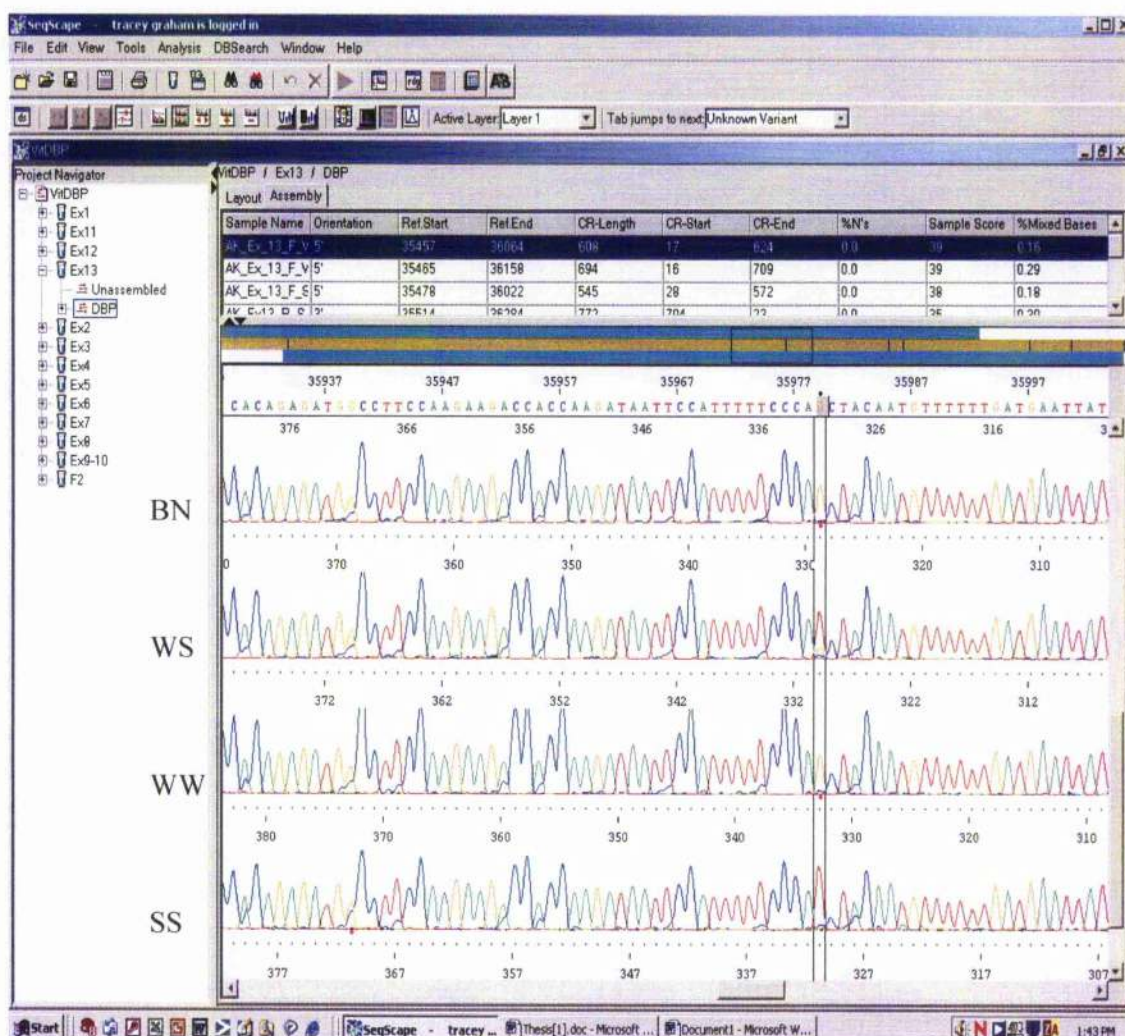 SeqScape - tracey graham is logged in
File Edit View Tools Analysis DBSearch Window Help
Active Layer: Layer 1 Tab jumps to next: Unknown Variant
VitDBP
Project Navigator
VitDBP
Ex1
Ex11
Ex12
Ex13
Unassembled
DBP
Ex2
Ex3
Ex4
Ex5
Ex6
Ex7
Ex8
Ex9-10
F2
VitDBP / Ex13 / DBP
Layout Assembly
Sample Name Orientation Ref.Start Ref.End CR-Length CR-Start CR-End %N's Sample Score %Mixed Bases
AK_Ex_13_F_V 5' 35457 36064 608 17 624 0.0 39 0.16
AK_Ex_13_F_V 5' 35465 36158 694 16 709 0.0 39 0.29
AK_Ex_13_F_S 5' 35478 36022 545 28 572 0.0 38 0.18
35937 35947 35957 35967 35977 35987 35997
CACAGAGATGGCCTTCCAAGAAGACCACCAAGATAATTCCATTTTTCCCAGCTACAATGTTTTTTGATGAATTAT
376 366 356 346 336 326 316 3
BN
0 370 360 350 340 330 320 310
WS
372 362 352 342 332 322 312
WW
380 370 360 350 340 330 320 310
SS
377 367 357 347 337 327 317 307
Start SeqScape - tracey ... Thesis[1].doc - Microsoft ... Document1 - Microsoft W... 1:43 PM